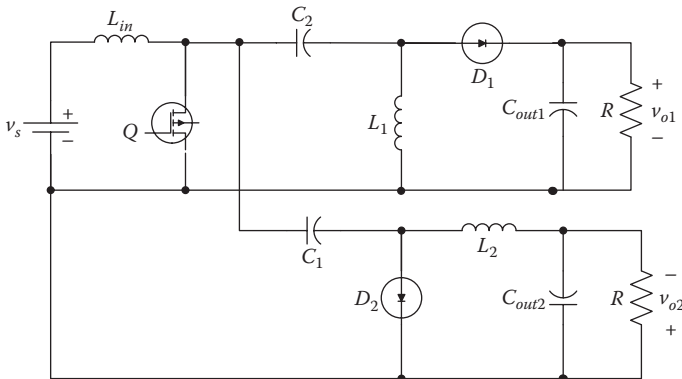 L_in
C_2
D_1
v_s
+
−
Q
L_1
C_out1
R
+
v_o1
−
C_1
L_2
D_2
C_out2
R
−
v_o2
+